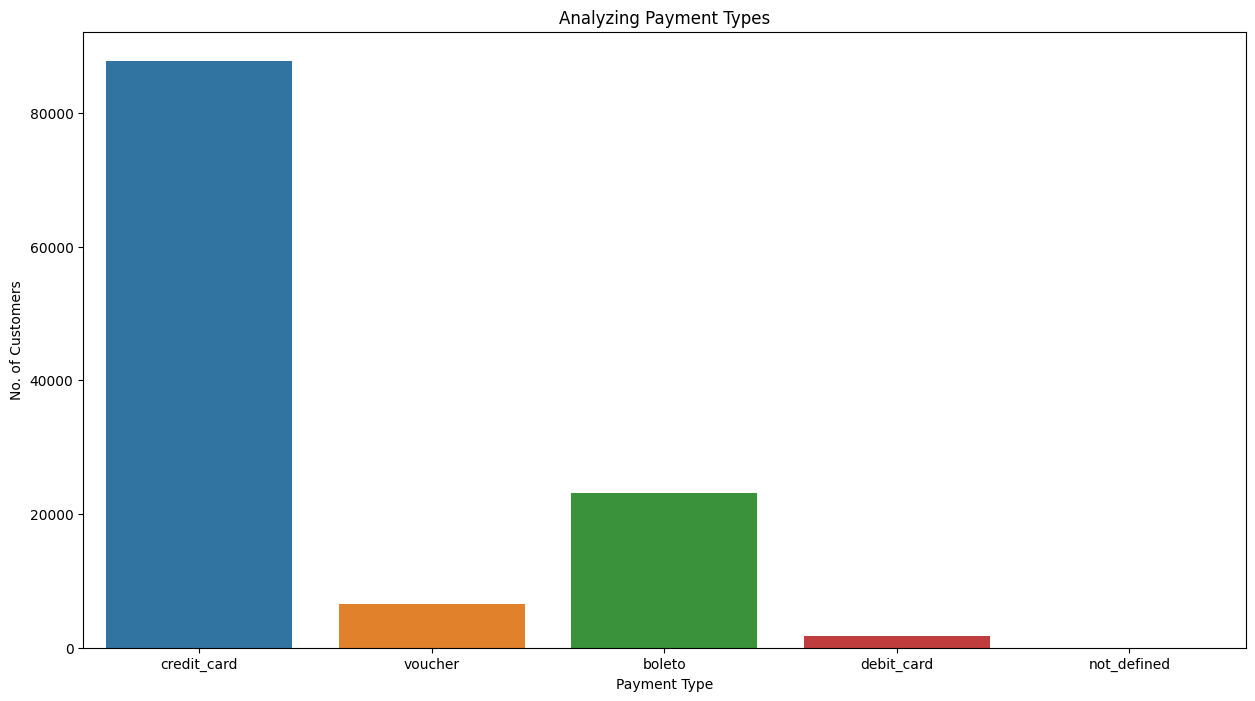 Analyzing Payment Types
No. of Customers
80000
60000
40000
20000
0
credit_card voucher boleto debit_card not_defined
Payment Type